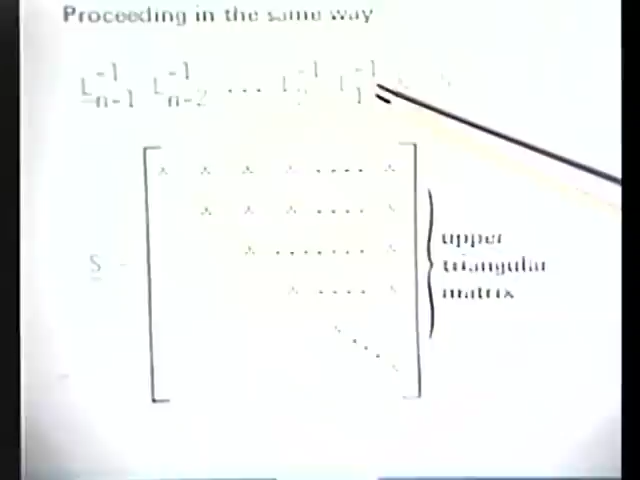 Proceeding in the same way
L⁻¹n-1 L⁻¹n-2 ... L⁻¹2 L⁻¹1
x x x x .... x
x x x .... x
x ........ x
S x .... x
upper
triangular
matrix